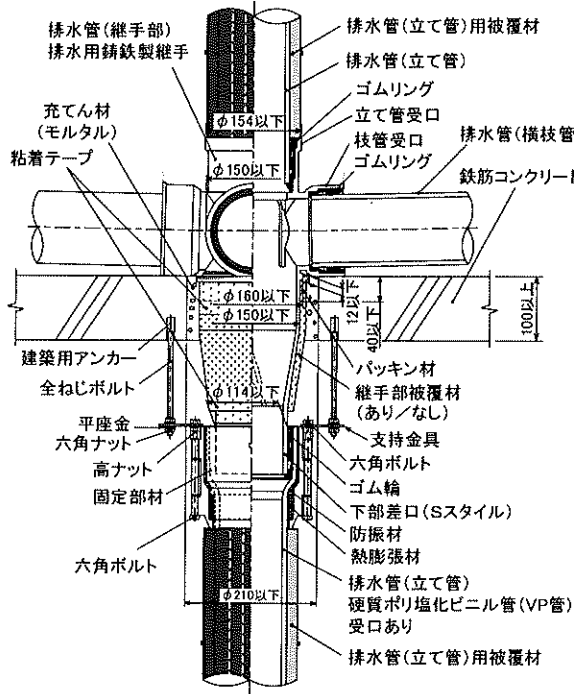 排水管(継手部)
排水用鋳鉄製継手
充てん材
(モルタル)
粘着テープ
φ154以下
φ150以下
排水管(立て管)用被覆材
排水管(立て管)
ゴムリング
立て管受口
枝管受口
ゴムリング
排水管(横枝管
鉄筋コンクリート
φ160以下
φ150以下
12以下
40以下
100以上
建築用アンカー
全ねじボルト
φ114以下
パッキン材
継手部被覆材
(あり/なし)
平座金
六角ナット
高ナット
固定部材
六角ボルト
支持金具
六角ボルト
ゴム輪
下部差口(Sスタイル)
防振材
熱膨張材
φ210以下
排水管(立て管)
硬質ポリ塩化ビニル管(VP管)
受口あり
排水管(立て管)用被覆材